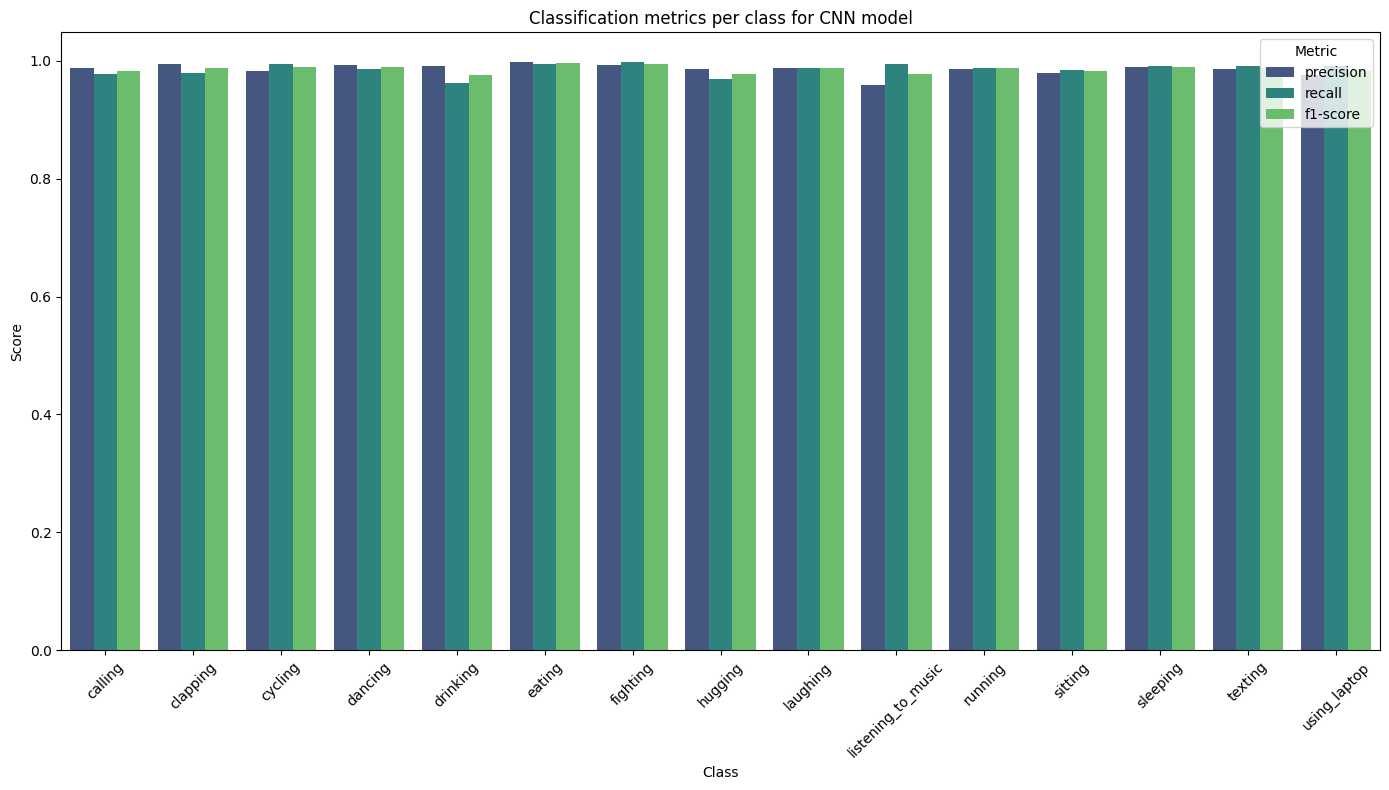 Classification metrics per class for CNN model
Metric
precision
recall
f1-score
Score
1.0
0.8
0.6
0.4
0.2
0.0
calling
clapping
cycling
dancing
drinking
eating
fighting
hugging
laughing
listening_to_music
running
sitting
sleeping
texting
using_laptop
Class